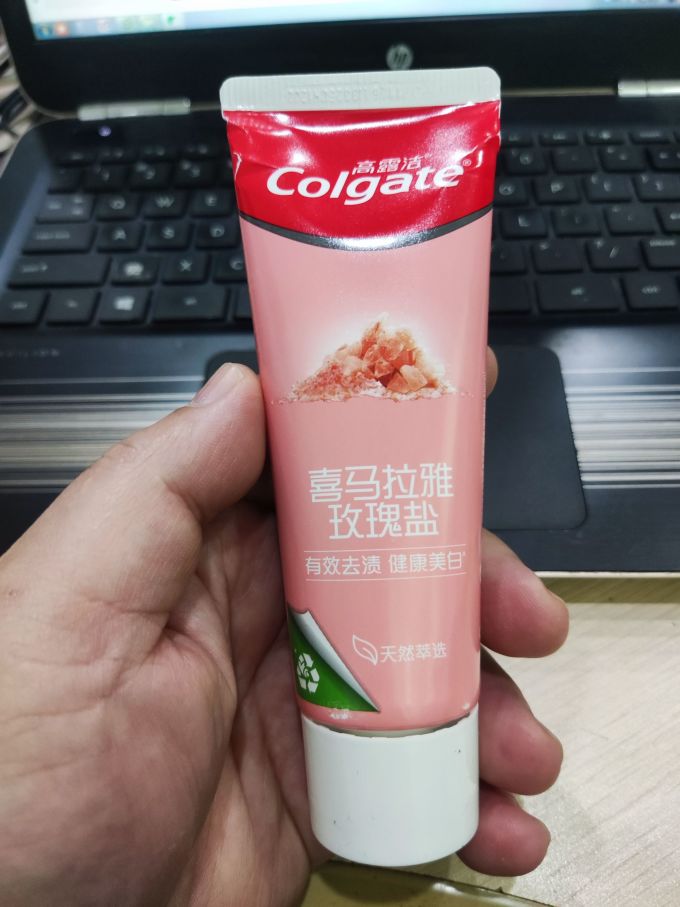 高露洁
Colgate®
喜马拉雅
玫瑰盐
有效去渍 健康美白^
天然萃选